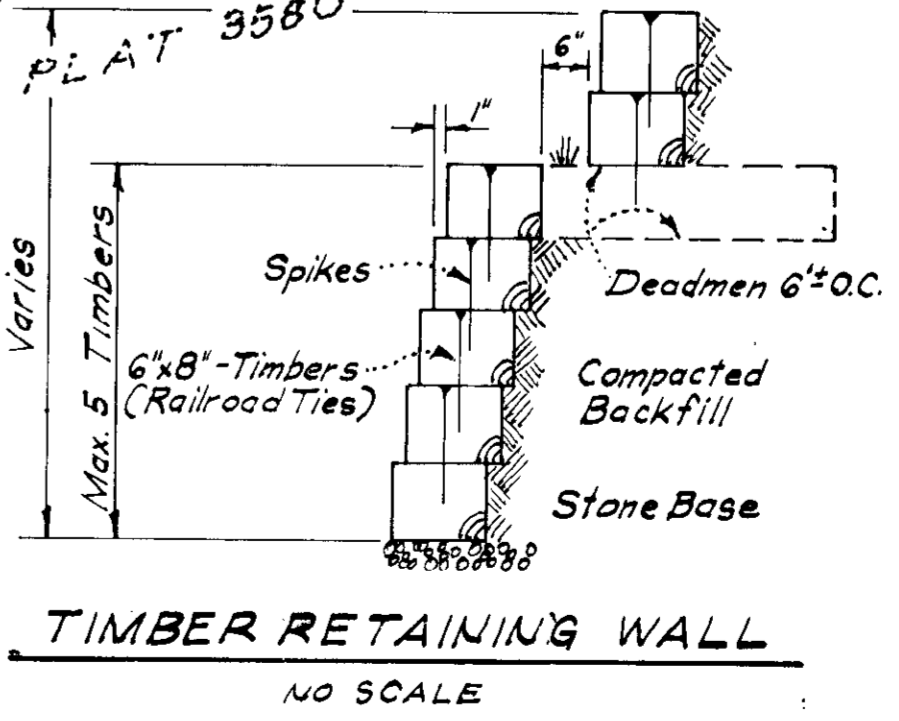 PLAT 3580
6"
1"
Varies
Max. 5 Timbers
Spikes
Deadmen 6'± O.C.
6"x8"-Timbers
(Railroad Ties)
Compacted
Backfill
Stone Base
TIMBER RETAINING WALL
NO SCALE